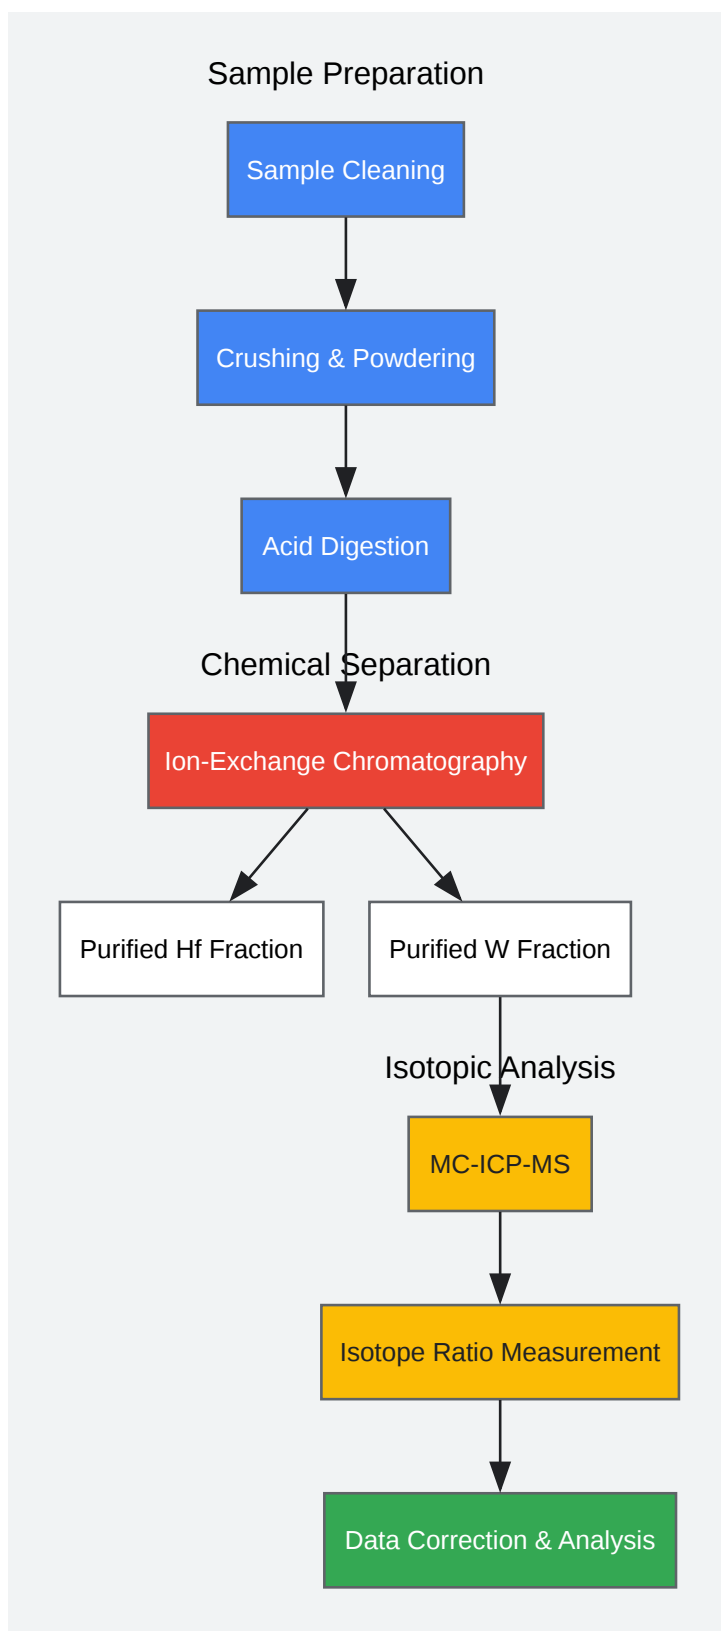 Sample Preparation
Sample Cleaning
Crushing & Powdering
Acid Digestion
Chemical Separation
Ion-Exchange Chromatography
Purified Hf Fraction
Purified W Fraction
Isotopic Analysis
MC-ICP-MS
Isotope Ratio Measurement
Data Correction & Analysis